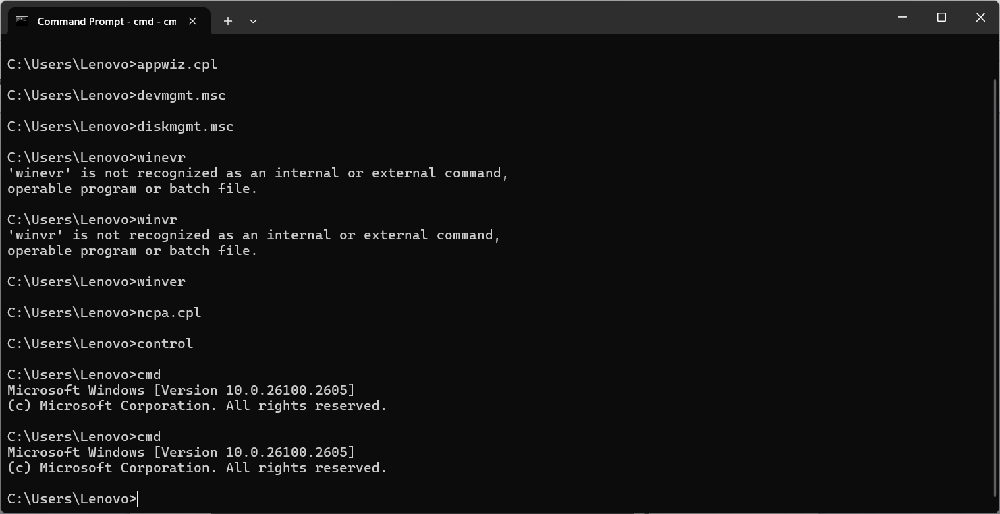 Command Prompt - cmd - cm
C:\Users\Lenovo>appwiz.cpl
C:\Users\Lenovo>devmgmt.msc
C:\Users\Lenovo>diskmgmt.msc
C:\Users\Lenovo>winevr
'winevr' is not recognized as an internal or external command,
operable program or batch file.
C:\Users\Lenovo>winvr
'winvr' is not recognized as an internal or external command,
operable program or batch file.
C:\Users\Lenovo>winver
C:\Users\Lenovo>ncpa.cpl
C:\Users\Lenovo>control
C:\Users\Lenovo>cmd
Microsoft Windows [Version 10.0.26100.2605]
(c) Microsoft Corporation. All rights reserved.
C:\Users\Lenovo>cmd
Microsoft Windows [Version 10.0.26100.2605]
(c) Microsoft Corporation. All rights reserved.
C:\Users\Lenovo>